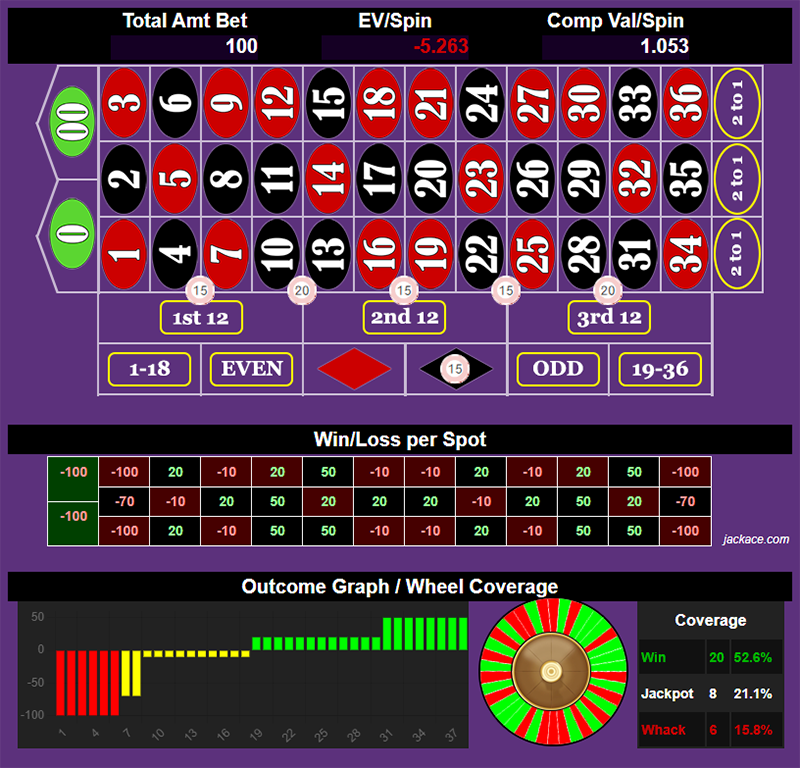 Total Amt Bet EV/Spin Comp Val/Spin
100 -5.263 1.053
00 3 6 9 12 15 18 21 24 27 30 33 36 2 to 1
2 5 8 11 14 17 20 23 26 29 32 35 2 to 1
0 1 4 7 10 13 16 19 22 25 28 31 34 2 to 1
15 20 15 15 20
1st 12 2nd 12 3rd 12
1-18 EVEN 15 ODD 19-36
Win/Loss per Spot
-100 -100 20 -10 20 50 -10 -10 20 -10 20 50 -100
-70 -10 20 50 20 20 20 -10 20 50 20 -70
-100 -100 20 -10 50 20 -10 -10 20 -10 50 50 -100
jackace.com
Outcome Graph / Wheel Coverage
50
0
-50
-100
1 4 7 10 13 16 19 22 25 28 31 34 37
Coverage
Win 20 52.6%
Jackpot 8 21.1%
Whack 6 15.8%